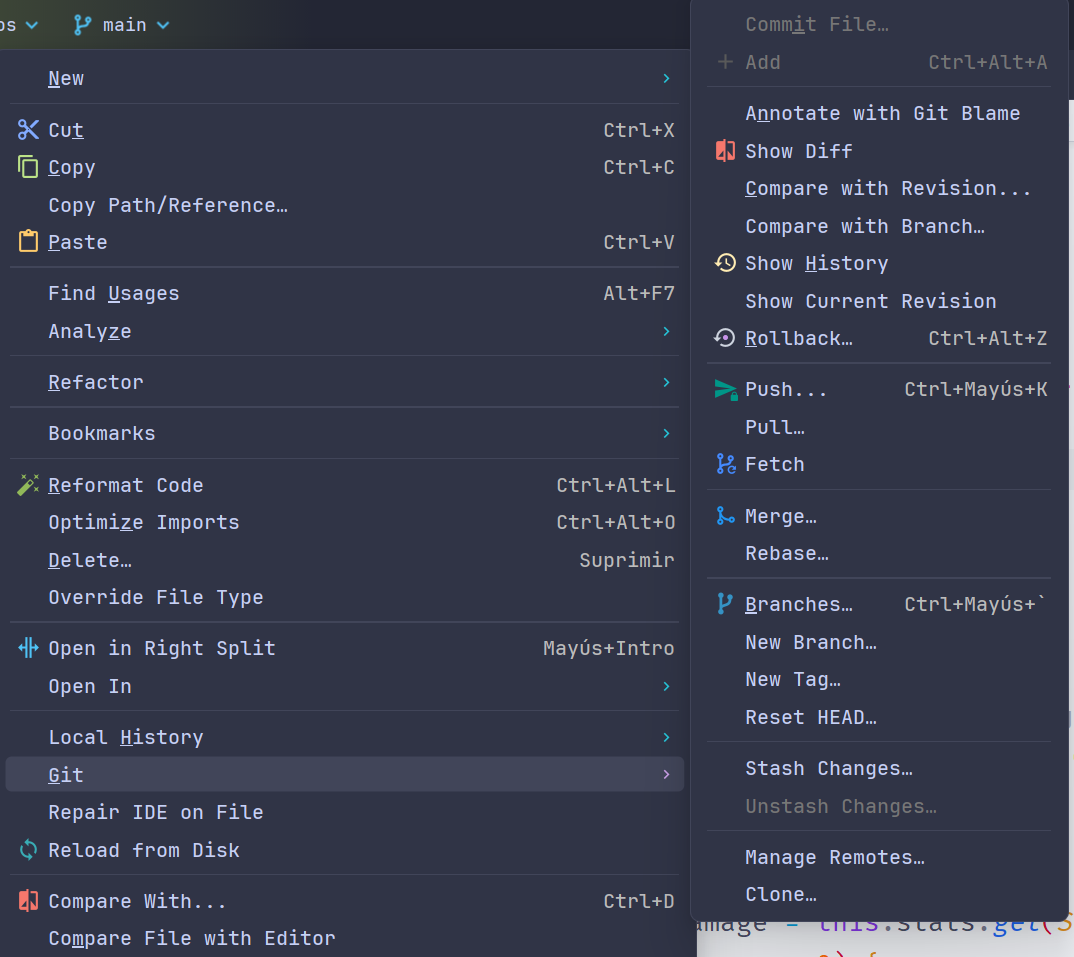 main
New
Cut Ctrl+X
Copy Ctrl+C
Copy Path/Reference…
Paste Ctrl+V
Find Usages Alt+F7
Analyze
Refactor
Bookmarks
Reformat Code Ctrl+Alt+L
Optimize Imports Ctrl+Alt+O
Delete… Suprimir
Override File Type
Open in Right Split Mayús+Intro
Open In
Local History
Git
Repair IDE on File
Reload from Disk
Compare With... Ctrl+D
Compare File with Editor
Commit File…
Add Ctrl+Alt+A
Annotate with Git Blame
Show Diff
Compare with Revision...
Compare with Branch…
Show History
Show Current Revision
Rollback… Ctrl+Alt+Z
Push... Ctrl+Mayús+K
Pull…
Fetch
Merge…
Rebase…
Branches… Ctrl+Mayús+`
New Branch…
New Tag…
Reset HEAD…
Stash Changes…
Unstash Changes…
Manage Remotes…
Clone…
= this.stats.get(